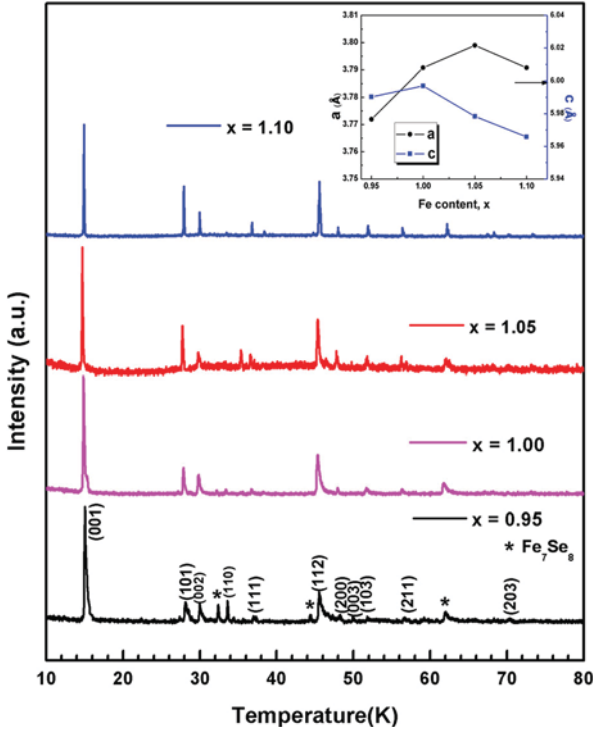 3.81
3.80
3.79
3.78
3.77
3.76
3.75
a (Å)
6.04
6.02
6.00
5.98
5.96
5.94
c (Å)
a
c
0.95 1.00 1.05 1.10
Fe content, x
x = 1.10
x = 1.05
x = 1.00
x = 0.95
* Fe7Se8
(001)
(101)
(002)
*
(110)
(111)
*
(112)
(200)
(003)
(103)
(211)
*
(203)
Intensity (a.u.)
10 20 30 40 50 60 70 80
Temperature(K)